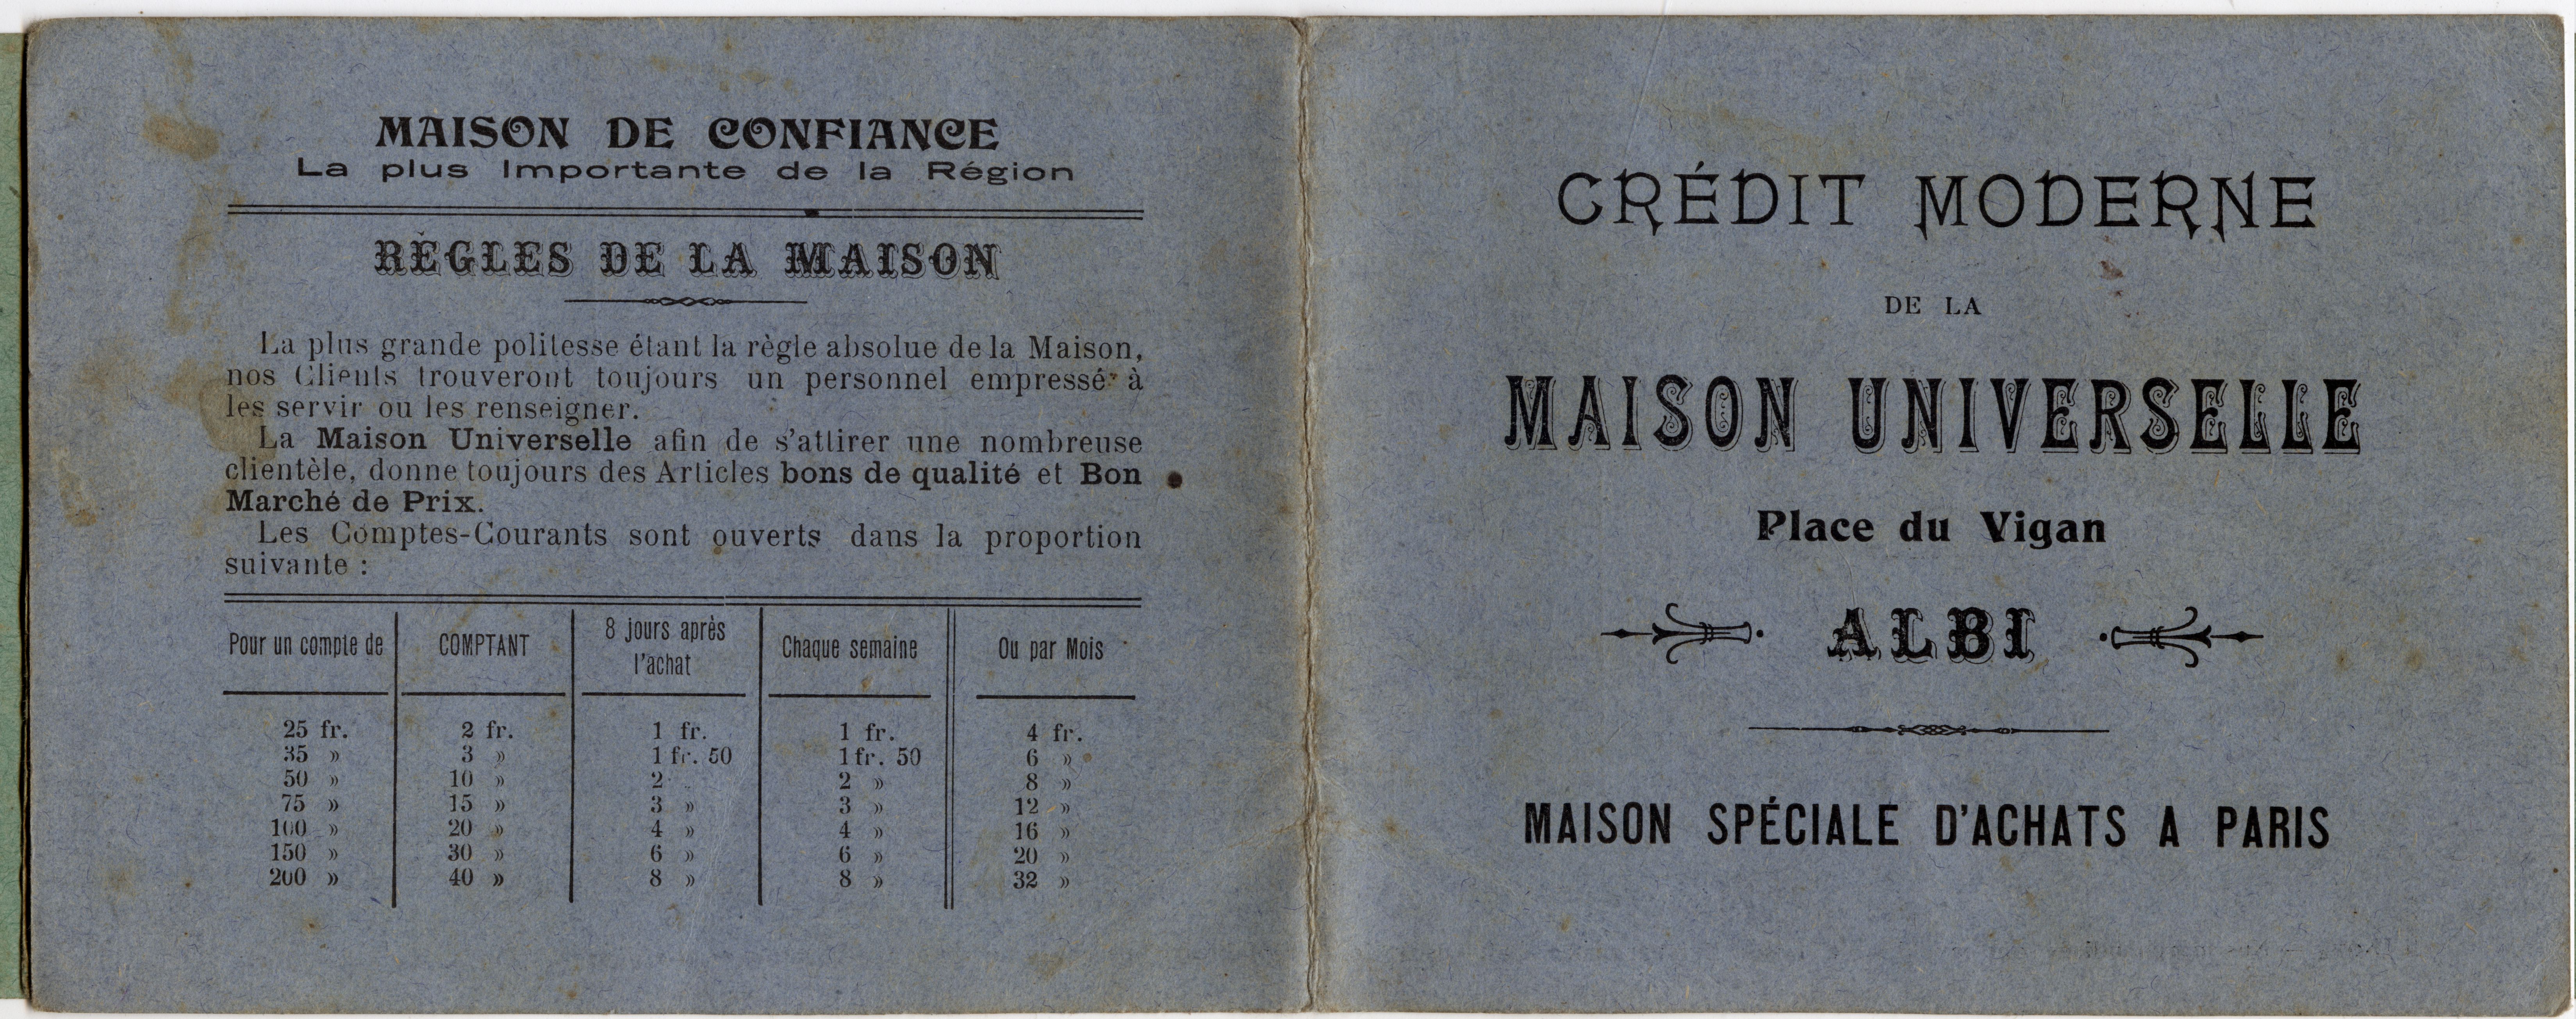 MAISON DE CONFIANCE
La plus Importante de la Région
RÈGLES DE LA MAISON
La plus grande politesse étant la règle absolue de la Maison,
nos Clients trouveront toujours un personnel empressé à
les servir ou les renseigner.
La Maison Universelle afin de s'attirer une nombreuse
clientèle, donne toujours des Articles bons de qualité et Bon
Marché de Prix.
Les Comptes-Courants sont ouverts dans la proportion
suivante :
Pour un compte de | COMPTANT | 8 jours après l'achat | Chaque semaine | Ou par Mois
25 fr. | 2 fr. | 1 fr. | 1 fr. | 4 fr.
35 » | 3 » | 1 fr. 50 | 1 fr. 50 | 6 »
50 » | 10 » | 2 | 2 » | 8 »
75 » | 15 » | 3 » | 3 » | 12 »
100 » | 20 » | 4 » | 4 » | 16 »
150 » | 30 » | 6 » | 6 » | 20 »
200 » | 40 » | 8 » | 8 » | 32 »
CRÉDIT MODERNE
DE LA
MAISON UNIVERSELLE
Place du Vigan
ALBI
MAISON SPÉCIALE D'ACHATS A PARIS